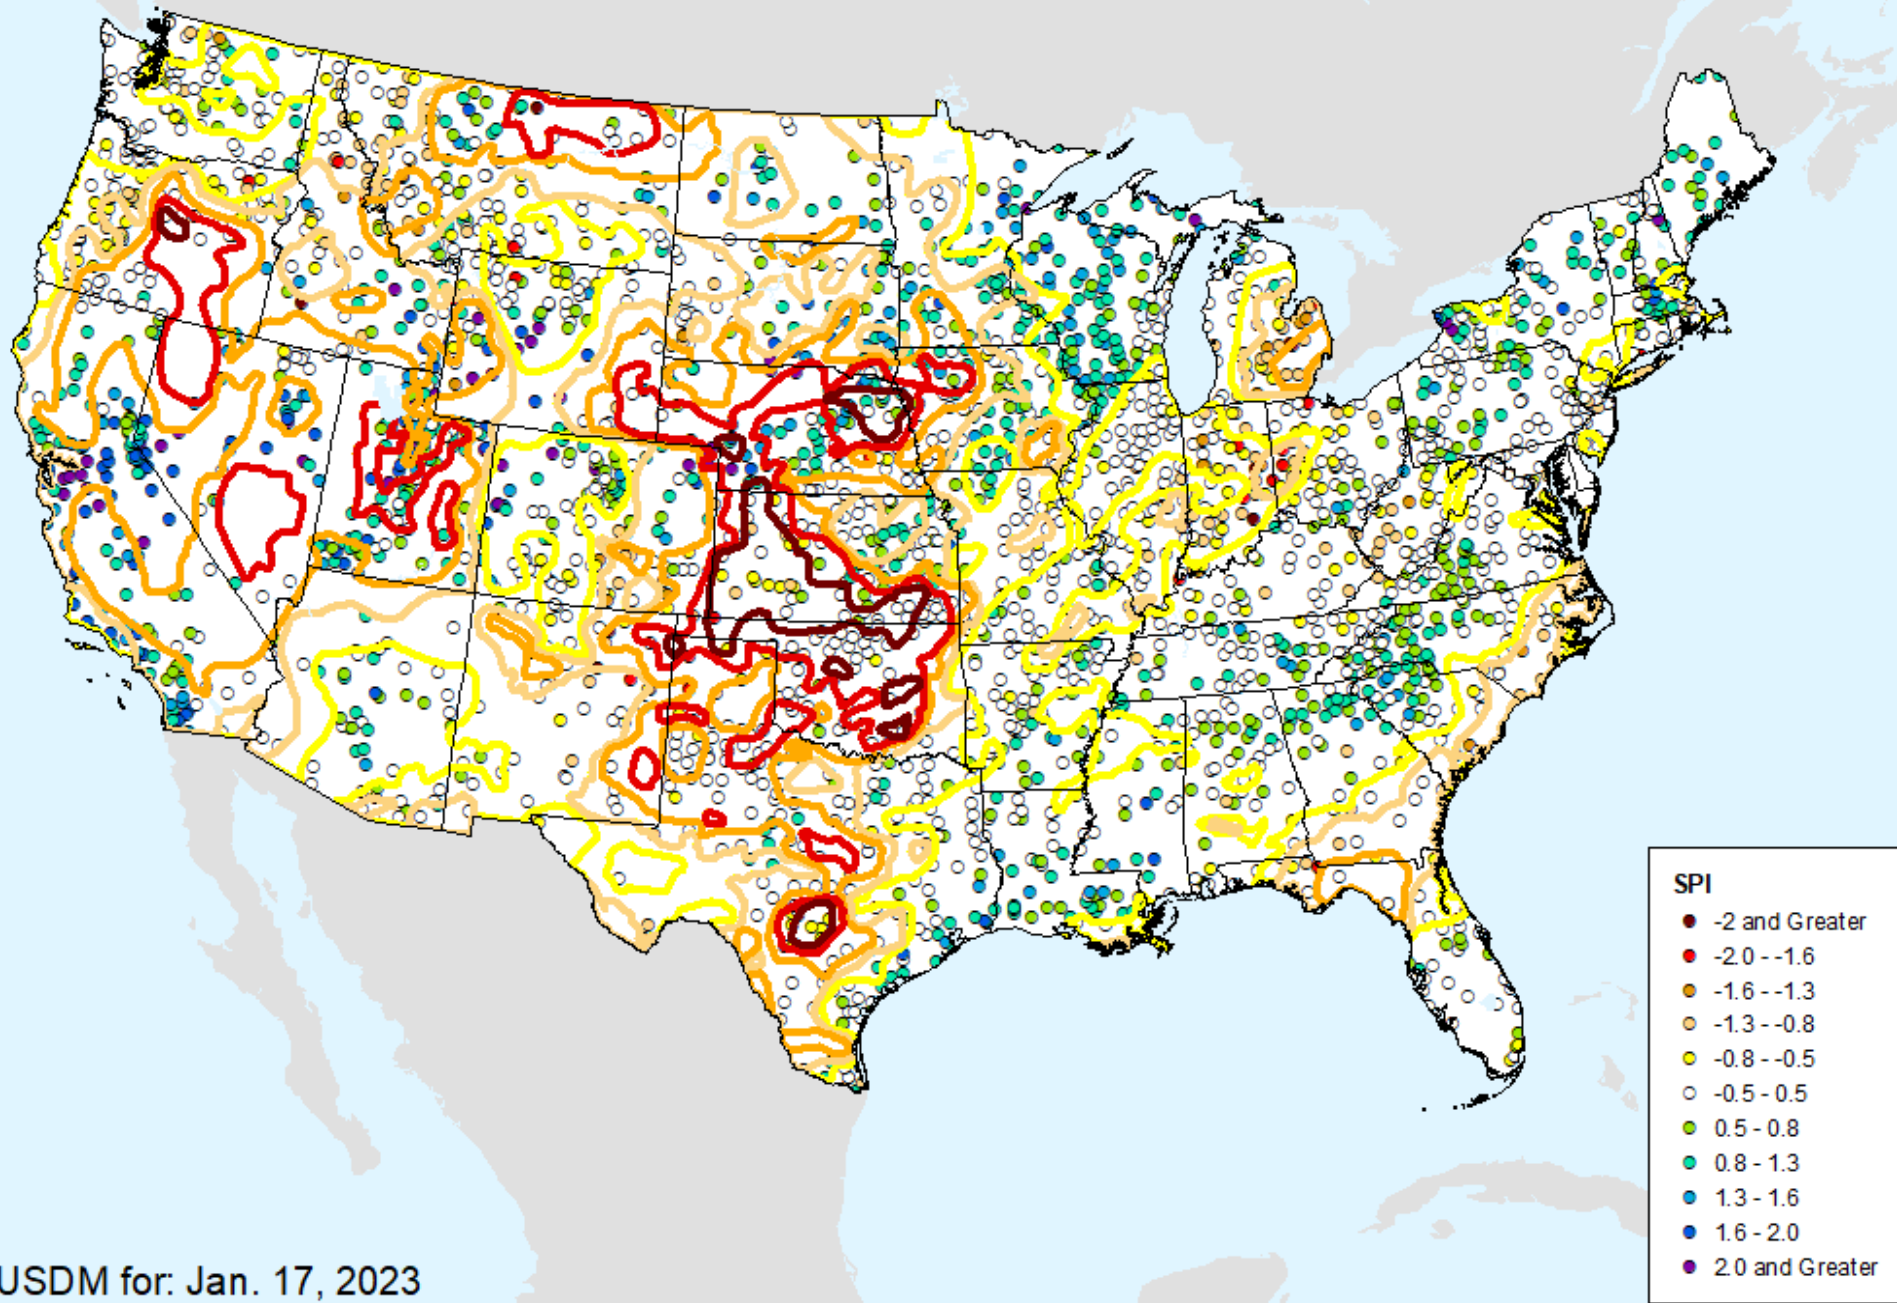 SPI
-2 and Greater
-2.0 - -1.6
-1.6 - -1.3
-1.3 - -0.8
-0.8 - -0.5
-0.5 - 0.5
0.5 - 0.8
0.8 - 1.3
1.3 - 1.6
1.6 - 2.0
2.0 and Greater
USDM for: Jan. 17, 2023